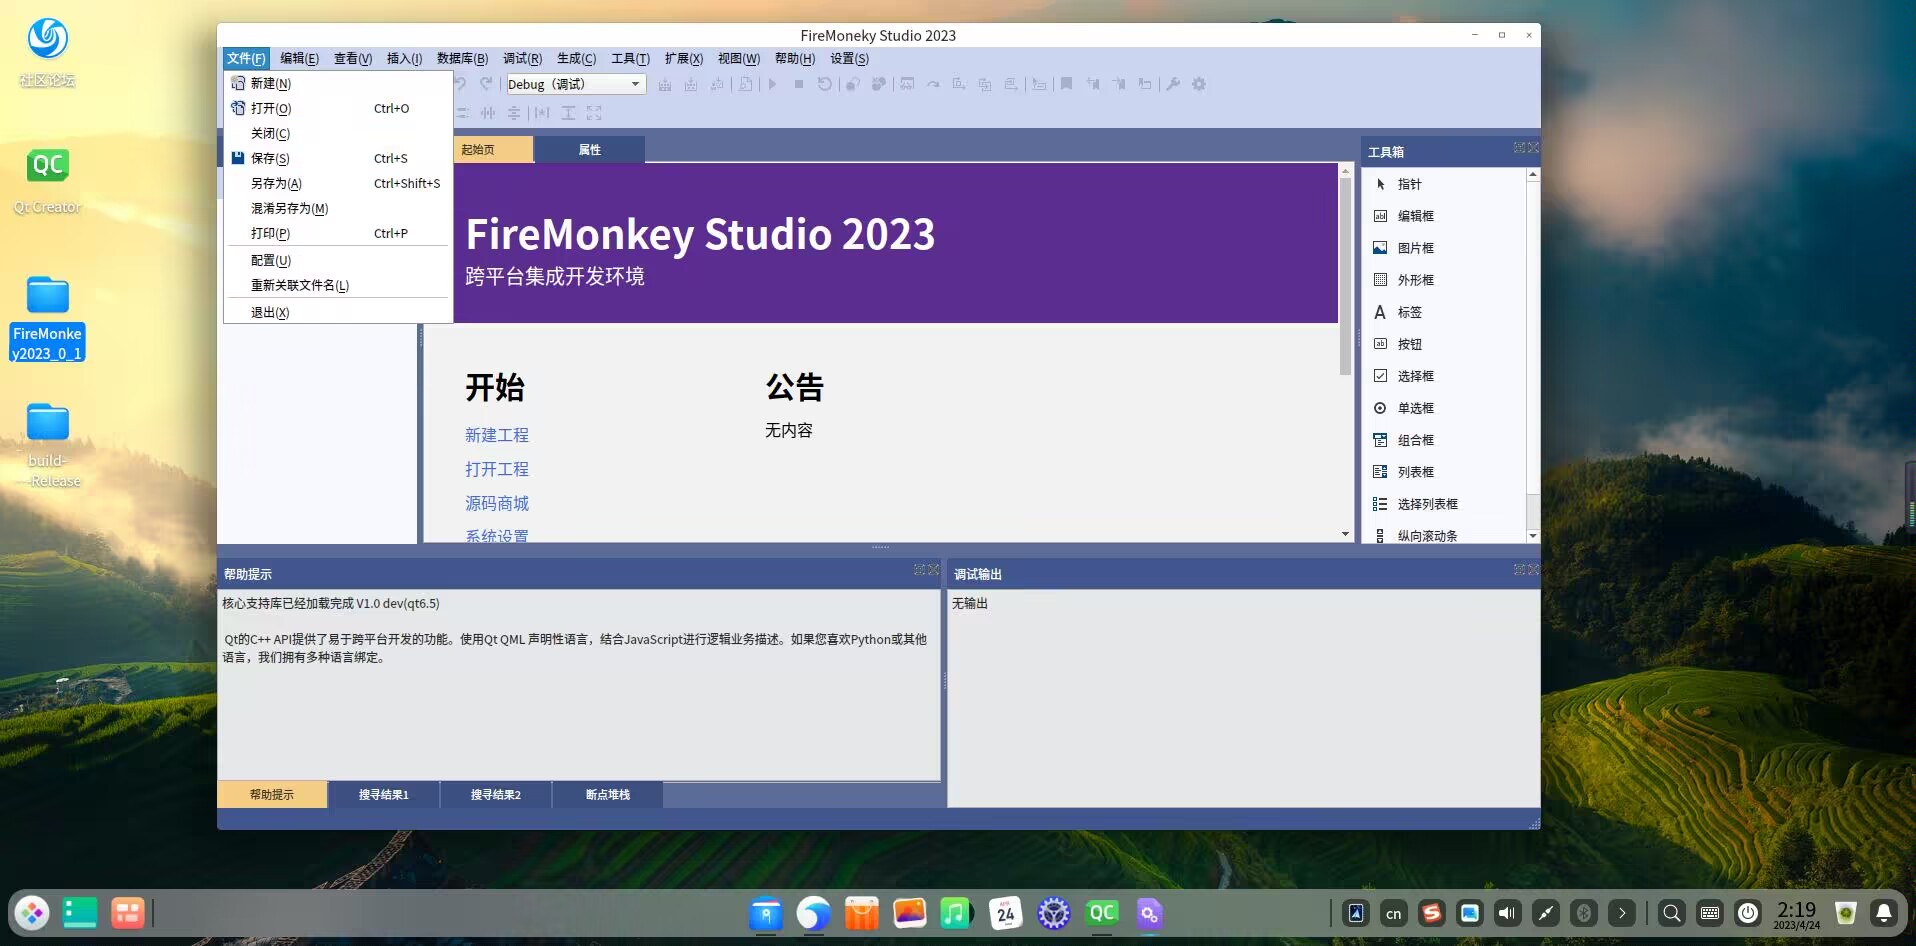 社区论坛
QC
Qt Creator
FireMonke
y2023_0_1
build-
---Release
FireMoneky Studio 2023
文件(F) 编辑(E) 查看(V) 插入(I) 数据库(B) 调试(R) 生成(C) 工具(T) 扩展(X) 视图(W) 帮助(H) 设置(S)
新建(N)
打开(O) Ctrl+O
关闭(C)
保存(S) Ctrl+S
另存为(A) Ctrl+Shift+S
混淆另存为(M)
打印(P) Ctrl+P
配置(U)
重新关联文件名(L)
退出(X)
Debug（调试）
起始页 属性
FireMonkey Studio 2023
跨平台集成开发环境
开始
新建工程
打开工程
源码商城
系统设置
公告
无内容
工具箱
指针
编辑框
图片框
外形框
标签
按钮
选择框
单选框
组合框
列表框
选择列表框
纵向滚动条
帮助提示
核心支持库已经加载完成 V1.0 dev(qt6.5)
Qt的C++ API提供了易于跨平台开发的功能。使用Qt QML 声明性语言，结合JavaScript进行逻辑业务描述。如果您喜欢Python或其他
语言，我们拥有多种语言绑定。
帮助提示 搜寻结果1 搜寻结果2 断点堆栈
调试输出
无输出
24
QC
cn
2:19
2023/4/24